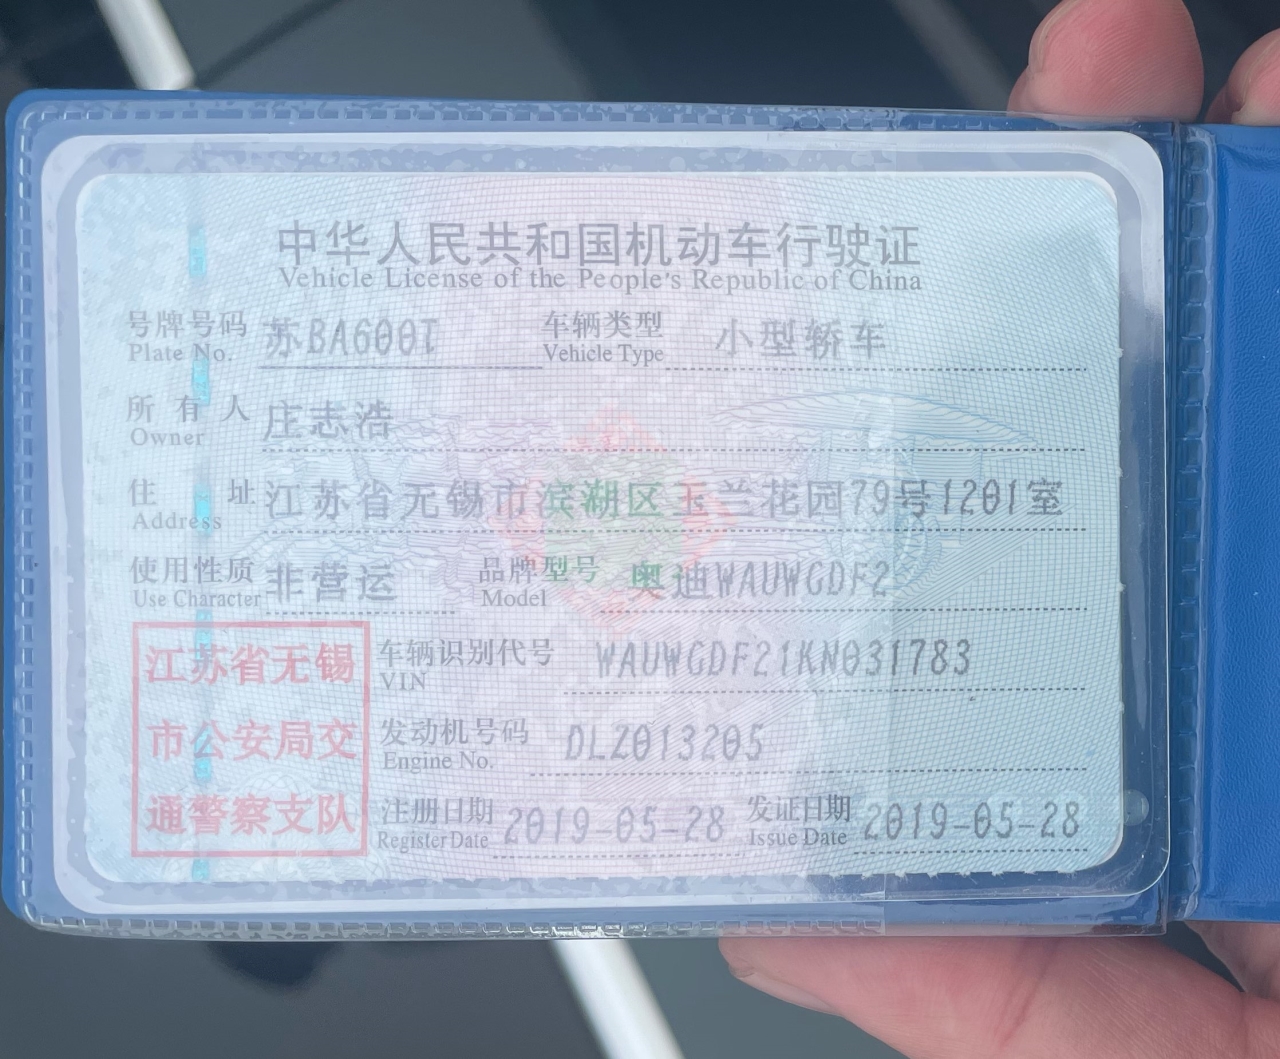 中华人民共和国机动车行驶证
Vehicle License of the People's Republic of China
号牌号码 苏BA600T 车辆类型 小型轿车
Plate No. Vehicle Type
所有人 庄志浩
Owner
住址 江苏省无锡市滨湖区玉兰花园79号1201室
Address
使用性质 非营运 品牌型号 奥迪WAUWGDF2
Use Character Model
江苏省无锡
市公安局交
通警察支队
车辆识别代号 WAUWGDF21KN031783
VIN
发动机号码 DLZ013205
Engine No.
注册日期 2019-05-28 发证日期 2019-05-28
Register Date Issue Date